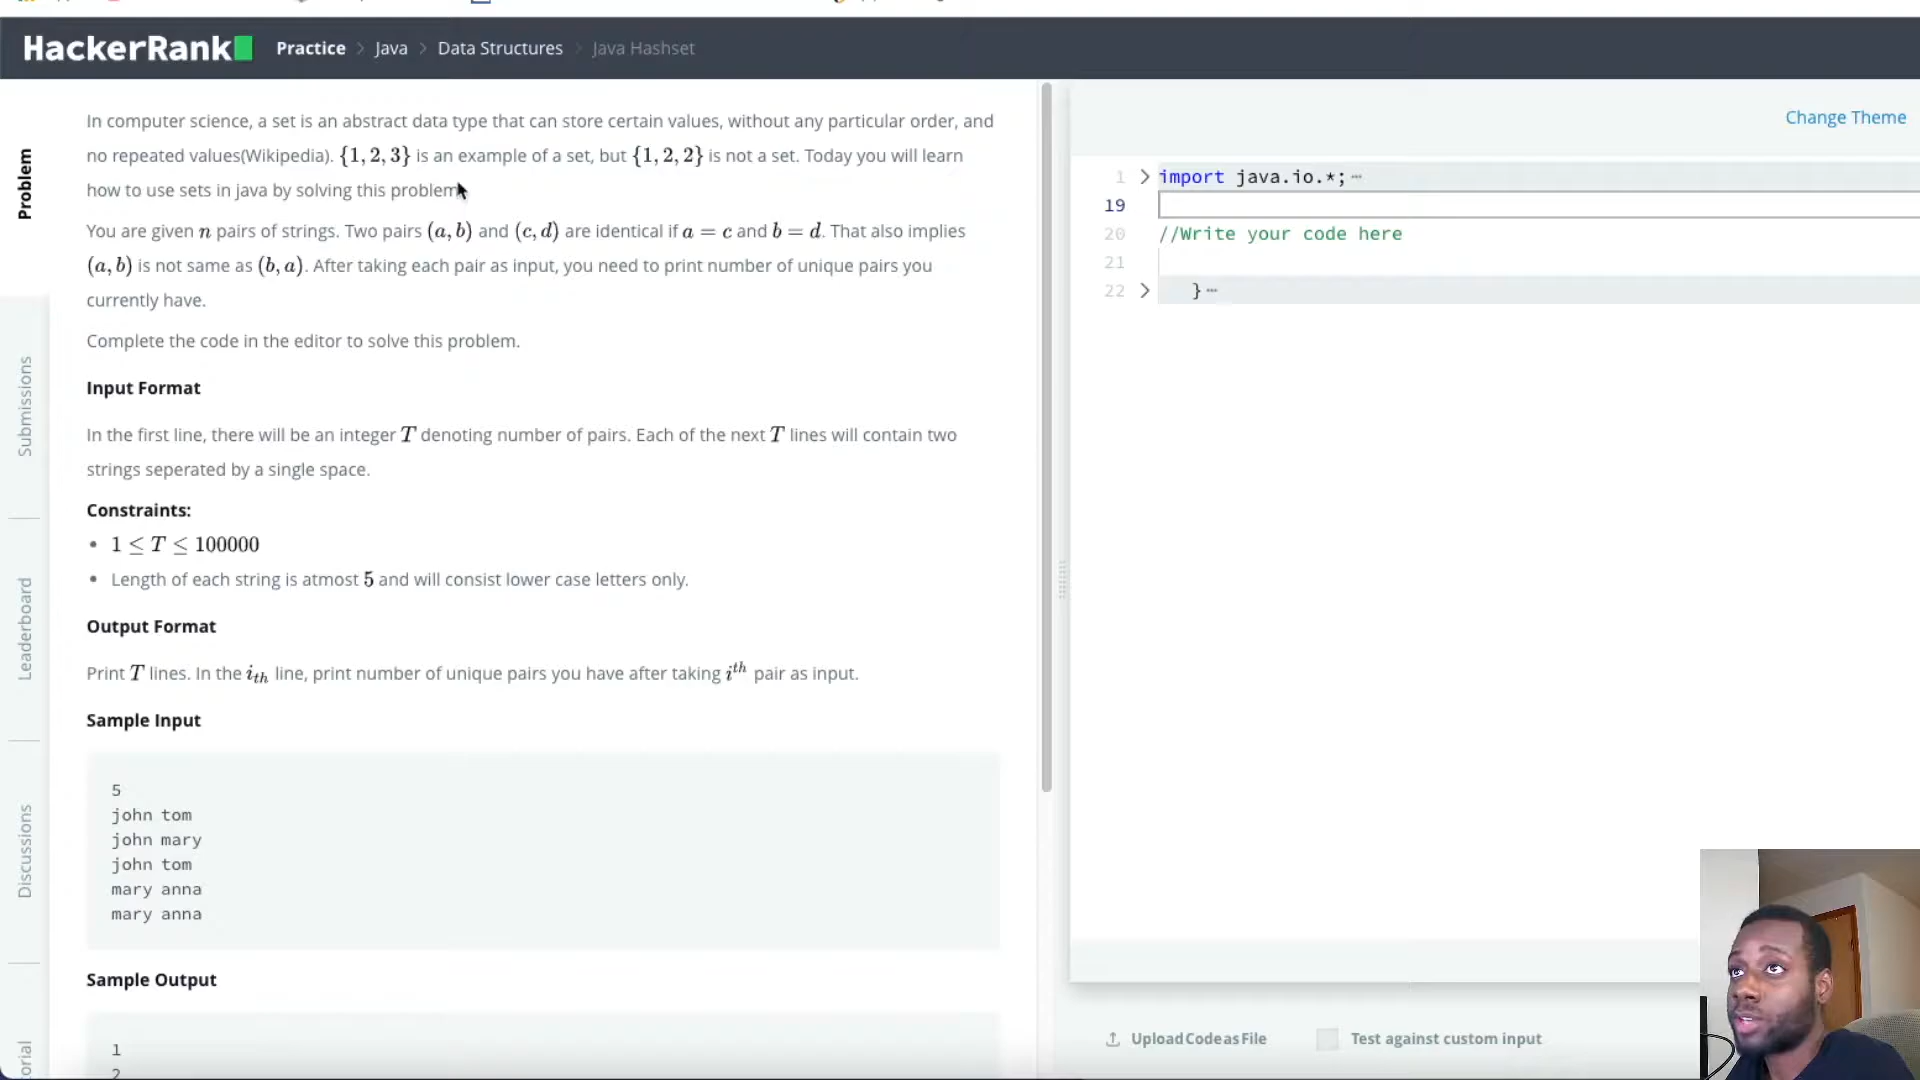 HackerRank Practice > Java > Data Structures > Java Hashset
Problem
Submissions
Leaderboard
Discussions
orial
In computer science, a set is an abstract data type that can store certain values, without any particular order, and
no repeated values(Wikipedia). {1, 2, 3} is an example of a set, but {1, 2, 2} is not a set. Today you will learn
how to use sets in java by solving this problem
You are given n pairs of strings. Two pairs (a, b) and (c, d) are identical if a = c and b = d. That also implies
(a, b) is not same as (b, a). After taking each pair as input, you need to print number of unique pairs you
currently have.
Complete the code in the editor to solve this problem.
Input Format
In the first line, there will be an integer T denoting number of pairs. Each of the next T lines will contain two
strings seperated by a single space.
Constraints:
• 1 ≤ T ≤ 100000
• Length of each string is atmost 5 and will consist lower case letters only.
Output Format
Print T lines. In the i_th line, print number of unique pairs you have after taking i^th pair as input.
Sample Input
5
john tom
john mary
john tom
mary anna
mary anna
Sample Output
1
2
Change Theme
1 > import java.io.*; ⋯
19
20 //Write your code here
21
22 > } ⋯
Upload Code as File
Test against custom input